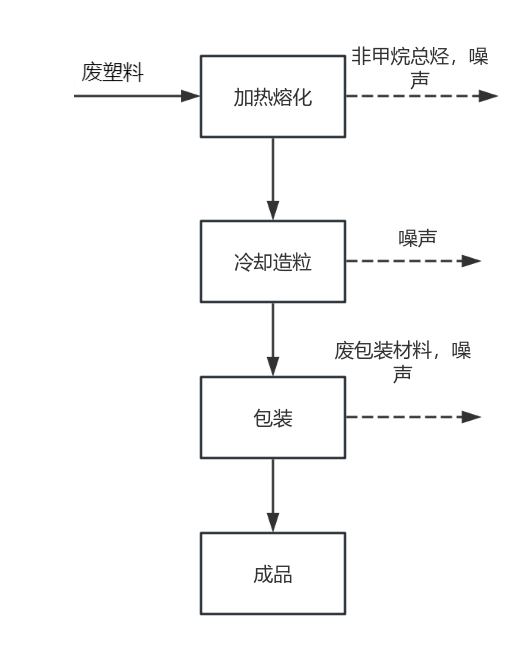 非甲烷总烃，噪
声
废塑料
加热熔化
噪声
冷却造粒
废包装材料，噪
声
包装
成品